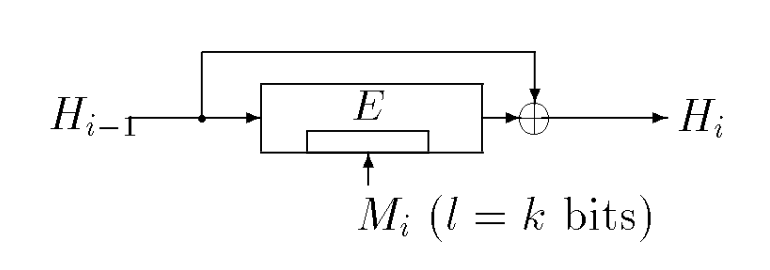 E
H_{i-1} H_i
M_i (l = k bits)